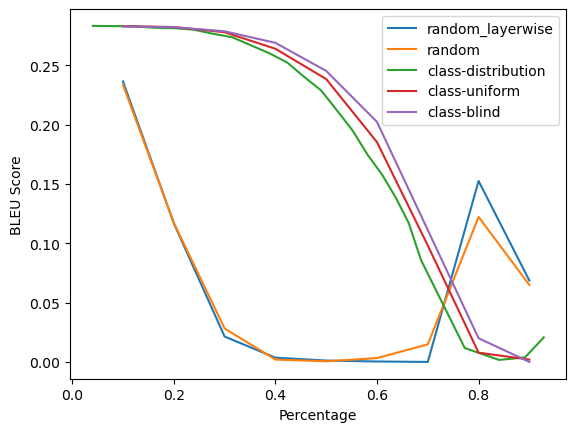 random_layerwise
random
class-distribution
class-uniform
class-blind
BLEU Score
0.25
0.20
0.15
0.10
0.05
0.00
0.0 0.2 0.4 0.6 0.8
Percentage